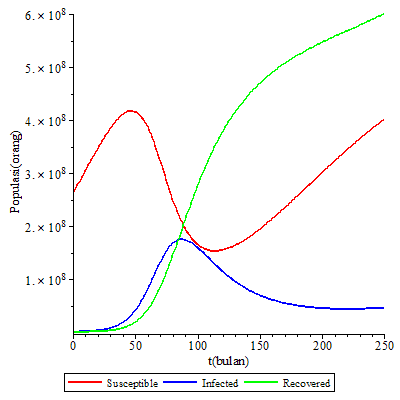 6. × 10⁸
5. × 10⁸
4. × 10⁸
3. × 10⁸
2. × 10⁸
1. × 10⁸
Populasi(orang)
0 50 100 150 200 250
t(bulan)
Susceptible Infected Recovered